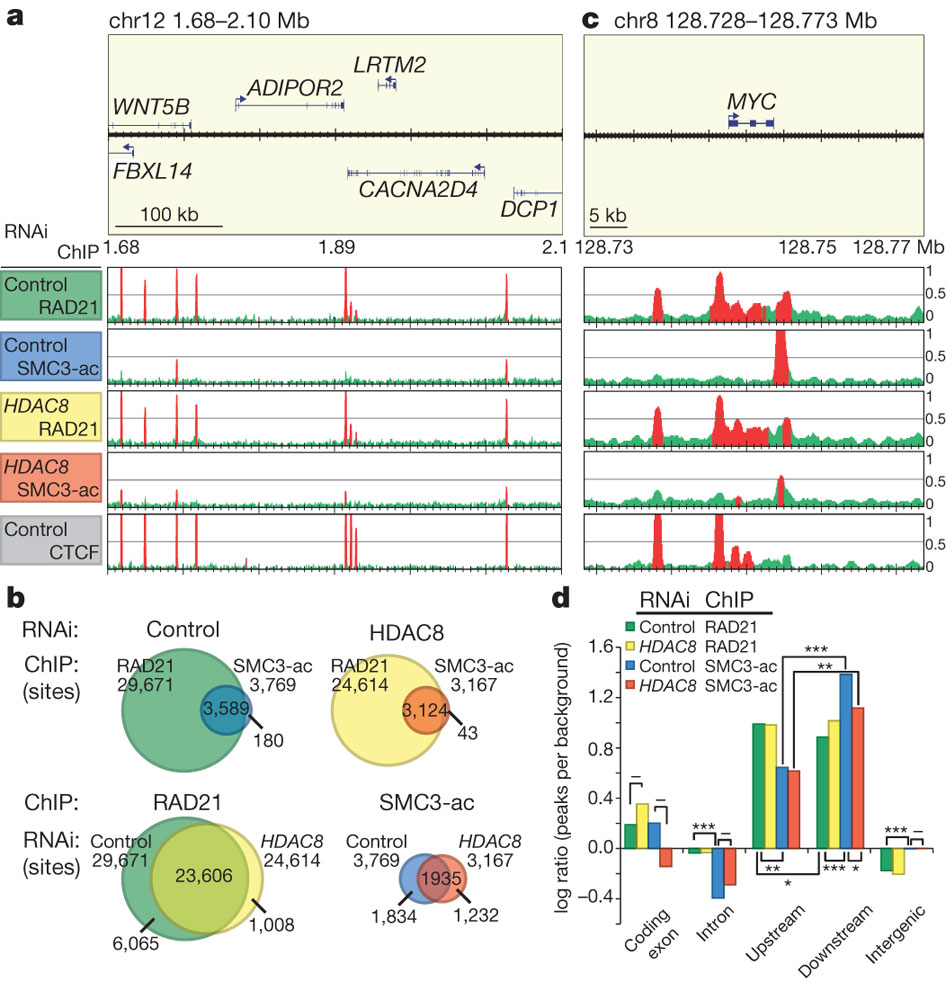 a
chr12 1.68–2.10 Mb
WNT5B
ADIPOR2
LRTM2
FBXL14
CACNA2D4
DCP1
100 kb
1.68
1.89
2.1
c
chr8 128.728–128.773 Mb
MYC
5 kb
128.73
128.75
128.77 Mb
RNAi
ChIP
Control
RAD21
1
0.5
0
Control
SMC3-ac
1
0.5
0
HDAC8
RAD21
1
0.5
0
HDAC8
SMC3-ac
1
0.5
0
Control
CTCF
1
0.5
0
b
RNAi:
Control
HDAC8
ChIP:
(sites)
RAD21
29,671
SMC3-ac
3,769
3,589
180
RAD21
24,614
SMC3-ac
3,167
3,124
43
ChIP:
RAD21
SMC3-ac
RNAi:
(sites)
Control
29,671
HDAC8
24,614
23,606
6,065
1,008
Control
3,769
HDAC8
3,167
1935
1,834
1,232
d
RNAi ChIP
Control RAD21
HDAC8 RAD21
Control SMC3-ac
HDAC8 SMC3-ac
log ratio (peaks per background)
1.6
1.2
0.8
0.4
0.0
–0.4
–
–
***
–
***
**
**
*
***
*
***
–
Coding
exon
Intron
Upstream
Downstream
Intergenic